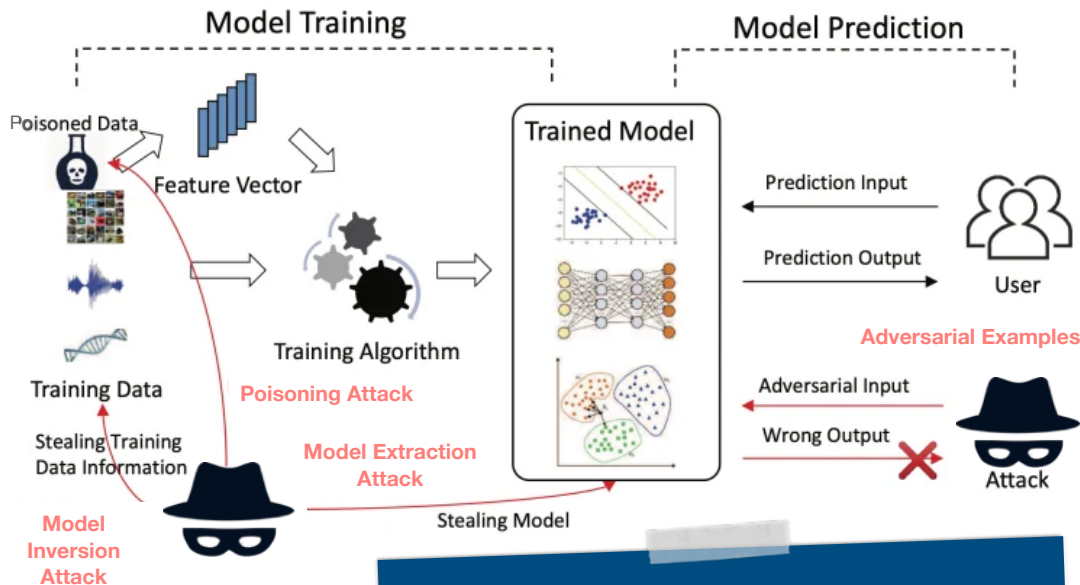 Model Training
Model Prediction
Poisoned Data
Feature Vector
Trained Model
Prediction Input
Prediction Output
User
Training Algorithm
Adversarial Examples
Training Data
Poisoning Attack
Adversarial Input
Stealing Training
Data Information
Model Extraction
Attack
Wrong Output
Attack
Stealing Model
Model
Inversion
Attack